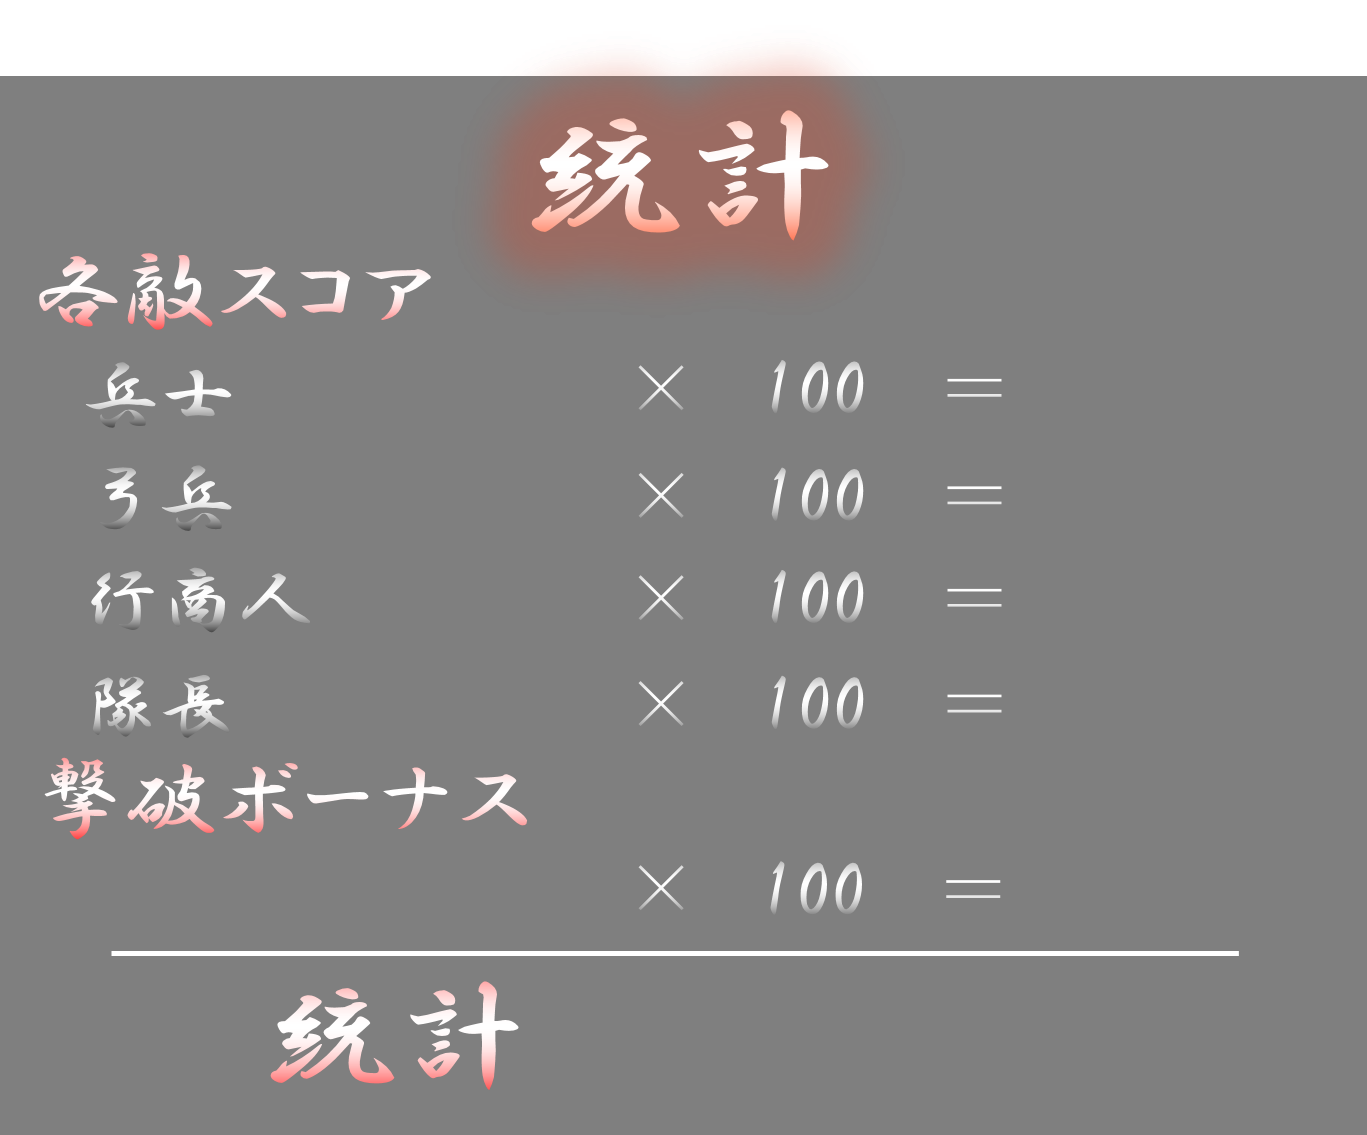 統計
各敵スコア
兵士 × 100 =
弓兵 × 100 =
行商人 × 100 =
隊長 × 100 =
撃破ボーナス
× 100 =
統計